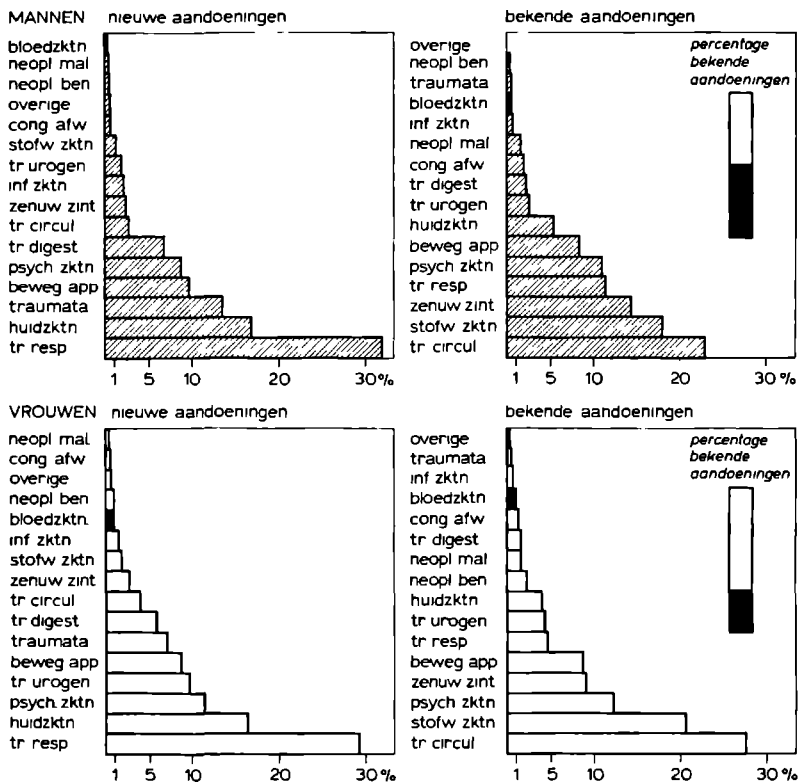 MANNEN nieuwe aandoeningen
bloedzktn
neopl mal
neopl ben
overige
cong afw
stofw zktn
tr urogen
inf zktn
zenuw zint
tr circul
tr digest
psych zktn
beweg app
traumata
huidzktn
tr resp
1 5 10 20 30 %
bekende aandoeningen
percentage
bekende
aandoeningen
overige
neopl ben
traumata
bloedzktn
inf zktn
neopl mal
cong afw
tr digest
tr urogen
huidzktn
beweg app
psych zktn
tr resp
zenuw zint
stofw zktn
tr circul
1 5 10 20 30 %
VROUWEN nieuwe aandoeningen
neopl mal
cong afw
overige
neopl ben
bloedzktn.
inf zktn
stofw zktn
zenuw zint
tr circul
tr digest
traumata
beweg app
tr urogen
psych. zktn
huidzktn
tr resp
1 5 10 20 30 %
bekende aandoeningen
percentage
bekende
aandoeningen
overige
traumata
inf zktn
bloedzktn
cong afw
tr digest
neopl mal
neopl ben
huidzktn
tr urogen
tr resp
beweg app
zenuw zint
psych zktn
stofw zktn
tr circul
1 5 10 20 30 %